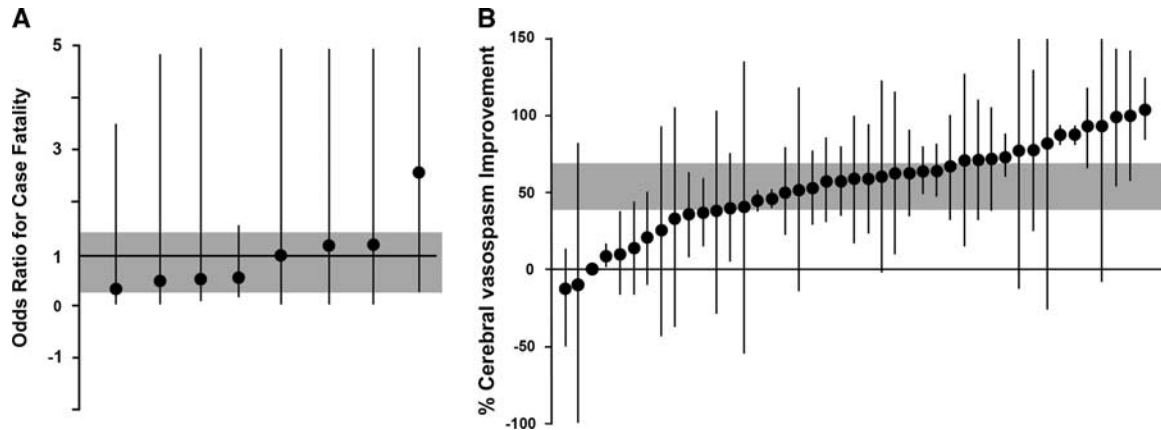 A
Odds Ratio for Case Fatality
5
3
1
0
-1
B
% Cerebral vasospasm Improvement
150
100
50
0
-50
-100